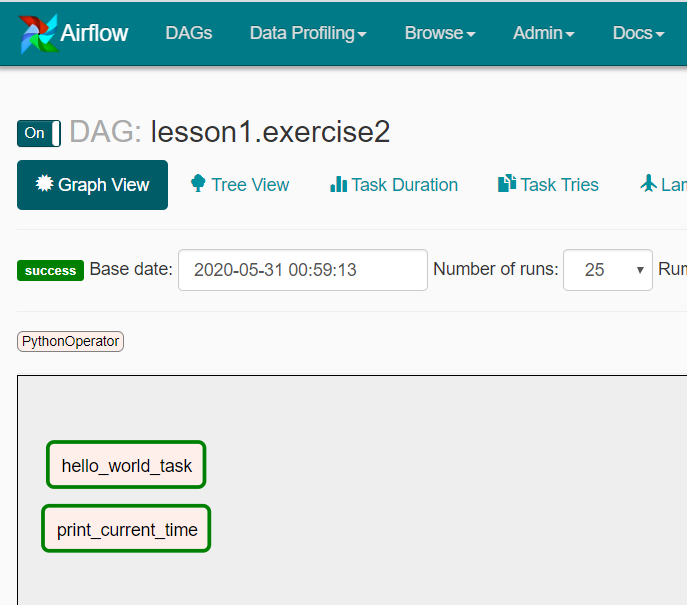 Airflow DAGs Data Profiling Browse Admin Docs
On DAG: lesson1.exercise2
Graph View Tree View Task Duration Task Tries Lan
success Base date: 2020-05-31 00:59:13 Number of runs: 25
PythonOperator
hello_world_task
print_current_time